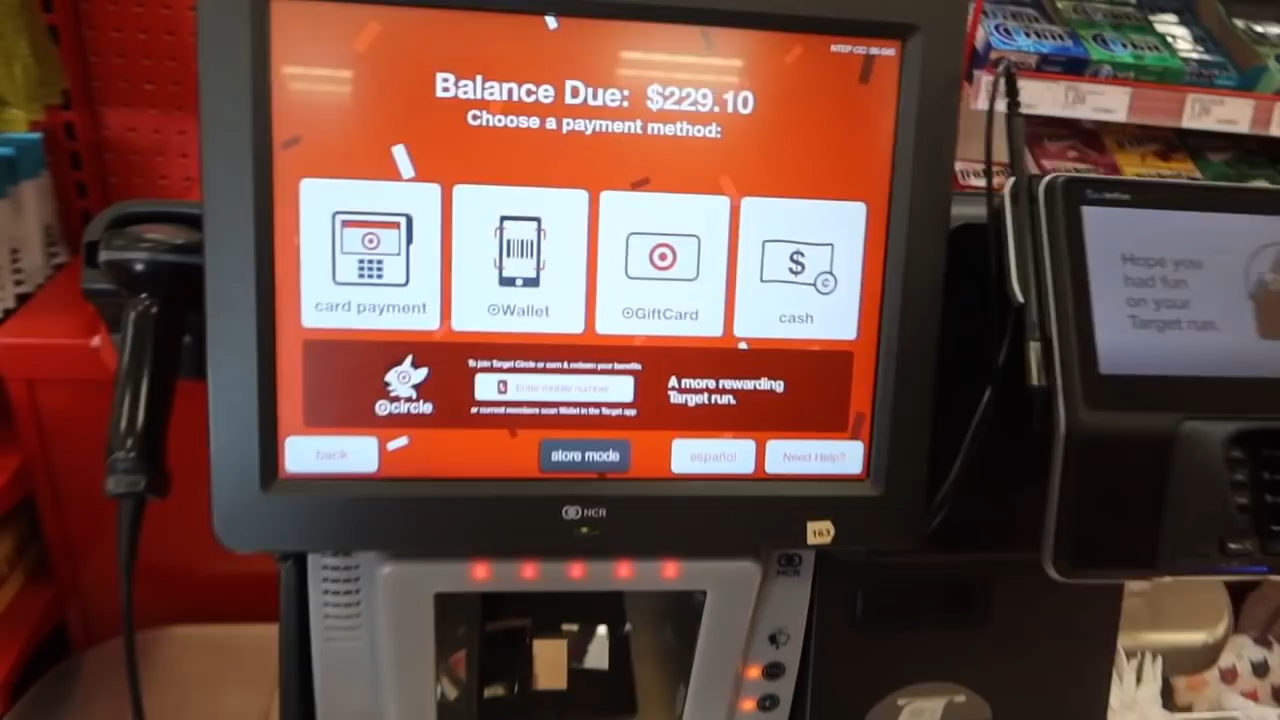 NTEP CC
Balance Due: $229.10
Choose a payment method:
card payment
Wallet
GiftCard
$
c
cash
To join Target Circle or earn & redeem your benefits
Enter mobile number
or current members scan Wallet in the Target app
circle
A more rewarding
Target run.
back
store mode
español
Need Help?
NCR
163
NCR
Hope you
had fun
on your
Target run.